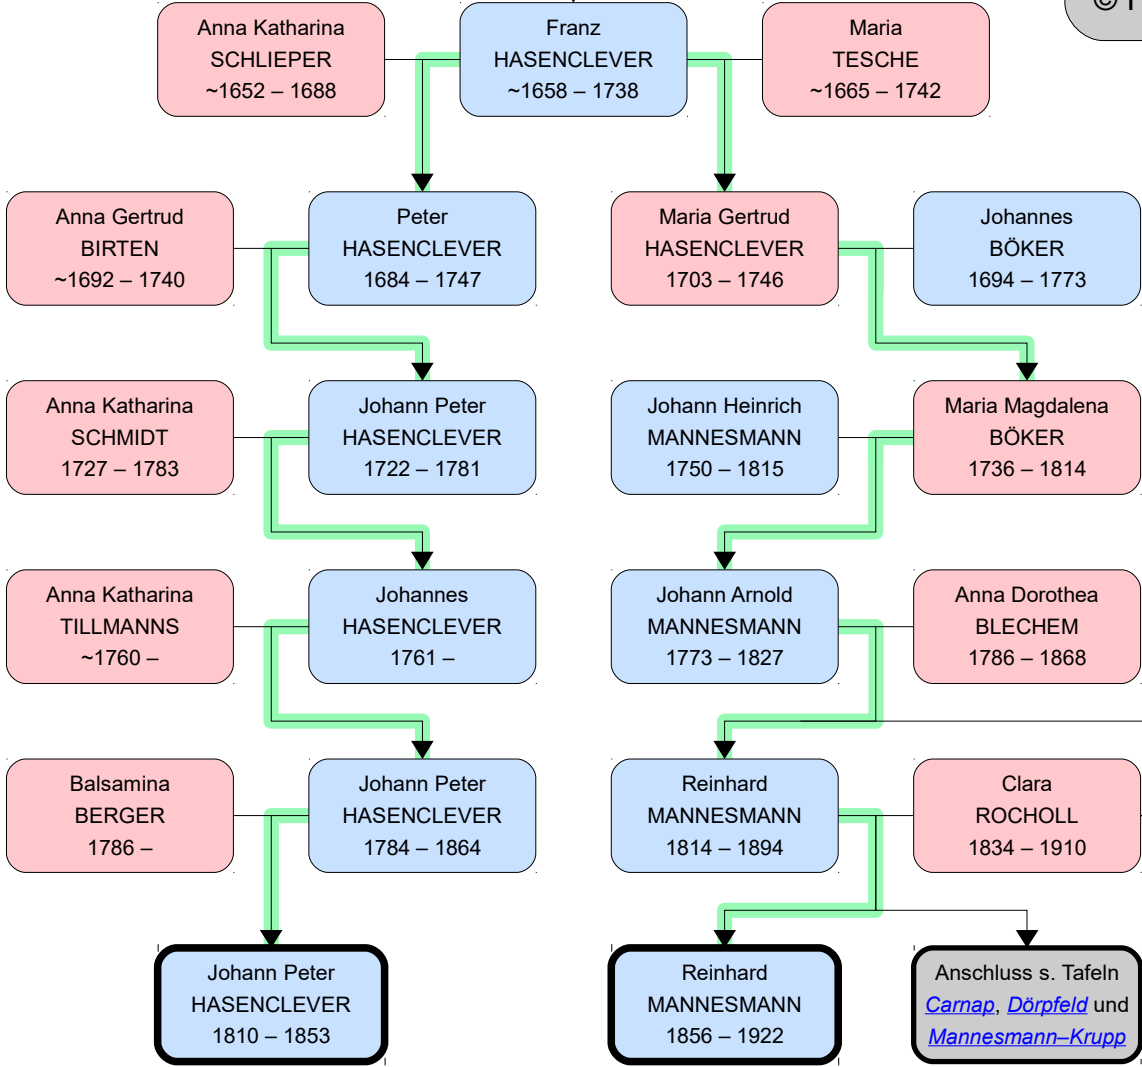 Anna Katharina
SCHLIEPER
~1652 – 1688
Franz
HASENCLEVER
~1658 – 1738
Maria
TESCHE
~1665 – 1742
Anna Gertrud
BIRTEN
~1692 – 1740
Peter
HASENCLEVER
1684 – 1747
Maria Gertrud
HASENCLEVER
1703 – 1746
Johannes
BÖKER
1694 – 1773
Anna Katharina
SCHMIDT
1727 – 1783
Johann Peter
HASENCLEVER
1722 – 1781
Johann Heinrich
MANNESMANN
1750 – 1815
Maria Magdalena
BÖKER
1736 – 1814
Anna Katharina
TILLMANNS
~1760 –
Johannes
HASENCLEVER
1761 –
Johann Arnold
MANNESMANN
1773 – 1827
Anna Dorothea
BLECHEM
1786 – 1868
Balsamina
BERGER
1786 –
Johann Peter
HASENCLEVER
1784 – 1864
Reinhard
MANNESMANN
1814 – 1894
Clara
ROCHOLL
1834 – 1910
Johann Peter
HASENCLEVER
1810 – 1853
Reinhard
MANNESMANN
1856 – 1922
Anschluss s. Tafeln
Carnap, Dörpfeld und
Mannesmann–Krupp